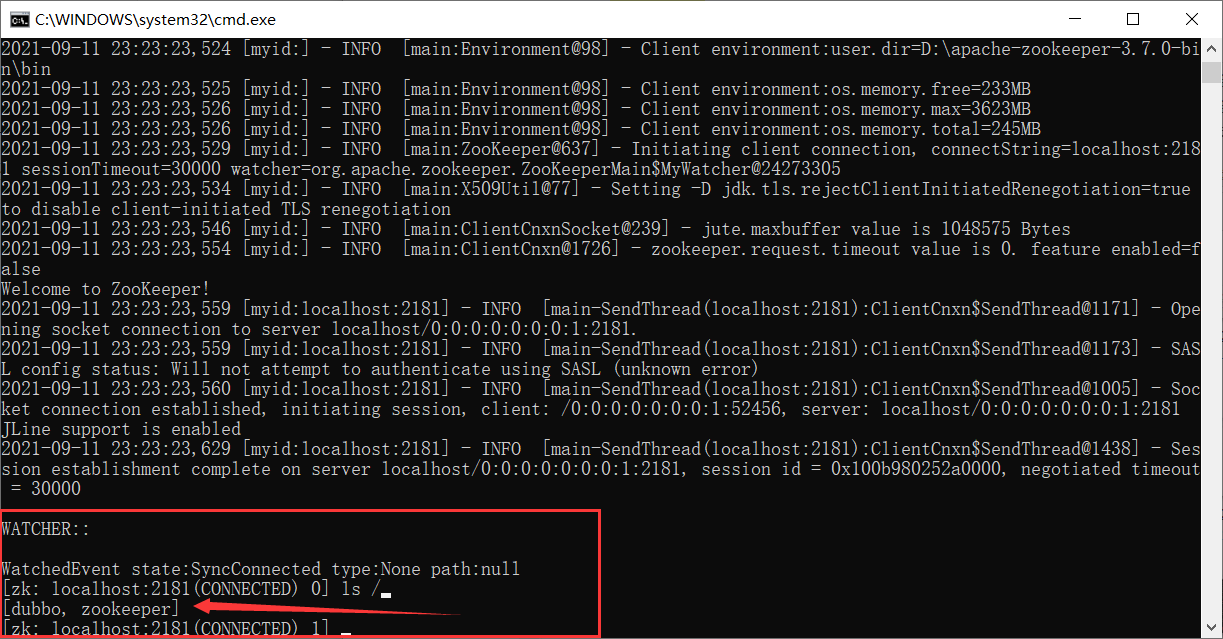 C:\WINDOWS\system32\cmd.exe
2021-09-11 23:23:23,524 [myid:] - INFO  [main:Environment@98] - Client environment:user.dir=D:\apache-zookeeper-3.7.0-bi
n\bin
2021-09-11 23:23:23,525 [myid:] - INFO  [main:Environment@98] - Client environment:os.memory.free=233MB
2021-09-11 23:23:23,526 [myid:] - INFO  [main:Environment@98] - Client environment:os.memory.max=3623MB
2021-09-11 23:23:23,526 [myid:] - INFO  [main:Environment@98] - Client environment:os.memory.total=245MB
2021-09-11 23:23:23,529 [myid:] - INFO  [main:ZooKeeper@637] - Initiating client connection, connectString=localhost:218
1 sessionTimeout=30000 watcher=org.apache.zookeeper.ZooKeeperMain$MyWatcher@24273305
2021-09-11 23:23:23,534 [myid:] - INFO  [main:X509Util@77] - Setting -D jdk.tls.rejectClientInitiatedRenegotiation=true
to disable client-initiated TLS renegotiation
2021-09-11 23:23:23,546 [myid:] - INFO  [main:ClientCnxnSocket@239] - jute.maxbuffer value is 1048575 Bytes
2021-09-11 23:23:23,554 [myid:] - INFO  [main:ClientCnxn@1726] - zookeeper.request.timeout value is 0. feature enabled=f
alse
Welcome to ZooKeeper!
2021-09-11 23:23:23,559 [myid:localhost:2181] - INFO  [main-SendThread(localhost:2181):ClientCnxn$SendThread@1171] - Ope
ning socket connection to server localhost/0:0:0:0:0:0:0:1:2181.
2021-09-11 23:23:23,559 [myid:localhost:2181] - INFO  [main-SendThread(localhost:2181):ClientCnxn$SendThread@1173] - SAS
L config status: Will not attempt to authenticate using SASL (unknown error)
2021-09-11 23:23:23,560 [myid:localhost:2181] - INFO  [main-SendThread(localhost:2181):ClientCnxn$SendThread@1005] - Soc
ket connection established, initiating session, client: /0:0:0:0:0:0:0:1:52456, server: localhost/0:0:0:0:0:0:0:1:2181
JLine support is enabled
2021-09-11 23:23:23,629 [myid:localhost:2181] - INFO  [main-SendThread(localhost:2181):ClientCnxn$SendThread@1438] - Ses
sion establishment complete on server localhost/0:0:0:0:0:0:0:1:2181, session id = 0x100b980252a0000, negotiated timeout
 = 30000
WATCHER::
WatchedEvent state:SyncConnected type:None path:null
[zk: localhost:2181(CONNECTED) 0] ls /
[dubbo, zookeeper]
[zk: localhost:2181(CONNECTED) 1]